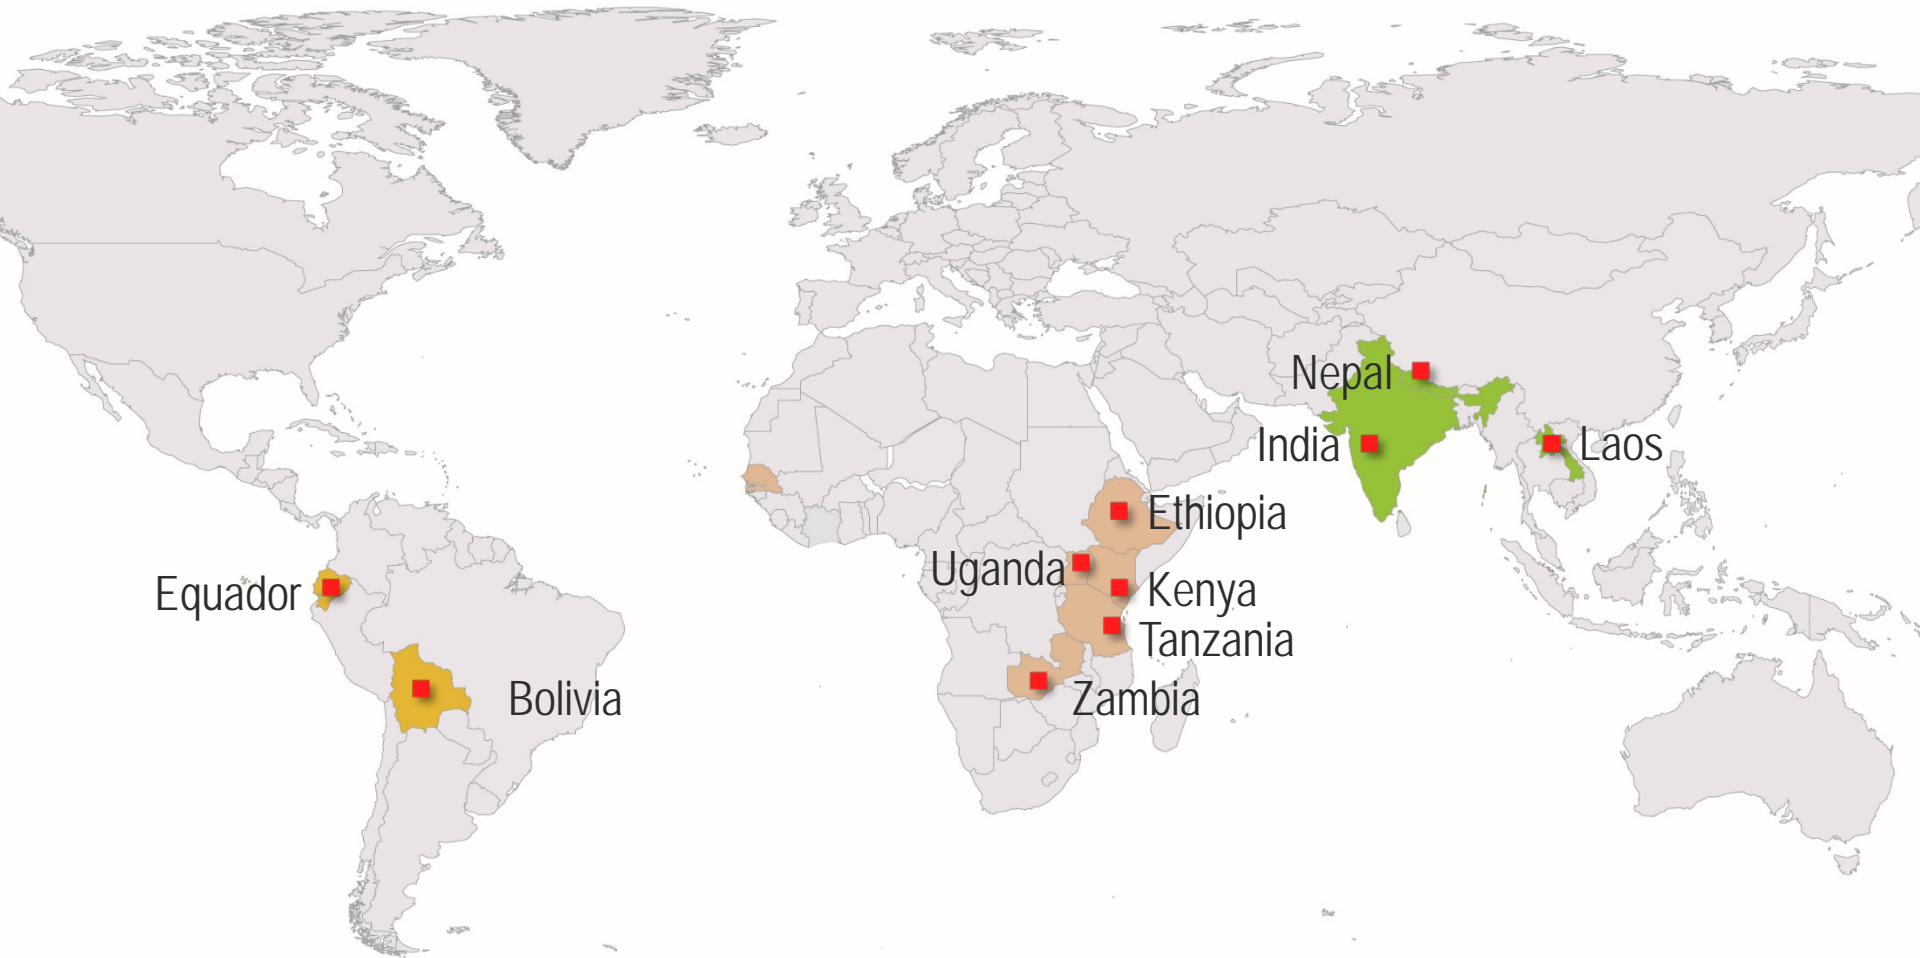 Nepal
India
Laos
Ethiopia
Uganda
Equador
Kenya
Tanzania
Bolivia
Zambia